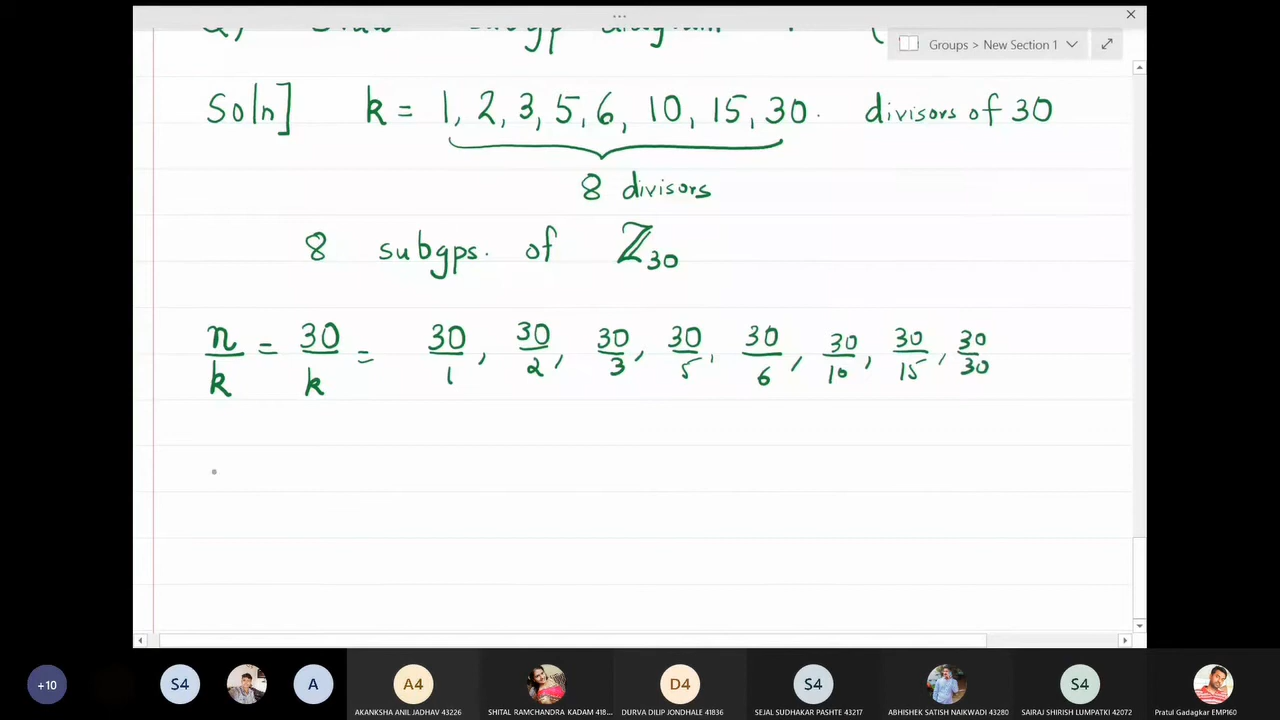 Groups > New Section 1
Soln] k = 1, 2, 3, 5, 6, 10, 15, 30. divisors of 30
8 divisors
8 subgps. of ℤ30
n/k = 30/k = 30/1, 30/2, 30/3, 30/5, 30/6, 30/10, 30/15, 30/30
+10 S4 A A4 D4 S4 S4
AKANKSHA ANIL JADHAV 43226 SHITAL RAMCHANDRA KADAM 418... DURVA DILIP JONDHALE 41836 SEJAL SUDHAKAR PASHTE 43217 ABHISHEK SATISH NAIKWADI 43280 SAIRAJ SHIRISH LUMPATKI 42072 Pratul Gadagkar EMP160